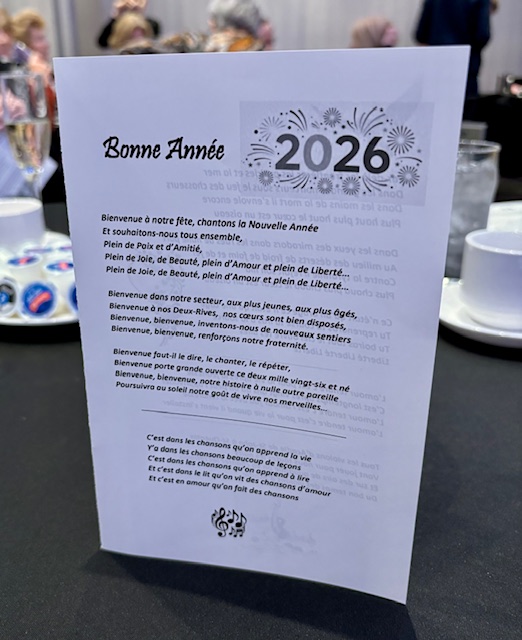 Bonne Année
2026
Bienvenue à notre fête, chantons la Nouvelle Année
Et souhaitons-nous tous ensemble,
Plein de Paix et d'Amitié,
Plein de Joie, de Beauté, plein d'Amour et plein de Liberté...
Plein de Joie, de Beauté, plein d'Amour et plein de Liberté...
Bienvenue dans notre secteur, aux plus jeunes, aux plus âgés,
Bienvenue à nos Deux-Rives, nos cœurs sont bien disposés,
Bienvenue, bienvenue, inventons-nous de nouveaux sentiers
Bienvenue, bienvenue, renforçons notre fraternité.
Bienvenue faut-il le dire, le chanter, le répéter,
Bienvenue porte grande ouverte ce deux mille vingt-six et né
Bienvenue, bienvenue, notre histoire à nulle autre pareille
Poursuivra au soleil notre goût de vivre nos merveilles...
C'est dans les chansons qu'on apprend la vie
Y'a dans les chansons beaucoup de leçons
C'est dans les chansons qu'on apprend à lire
Et c'est dans le lit qu'on vit des chansons d'amour
Et c'est en amour qu'on fait des chansons